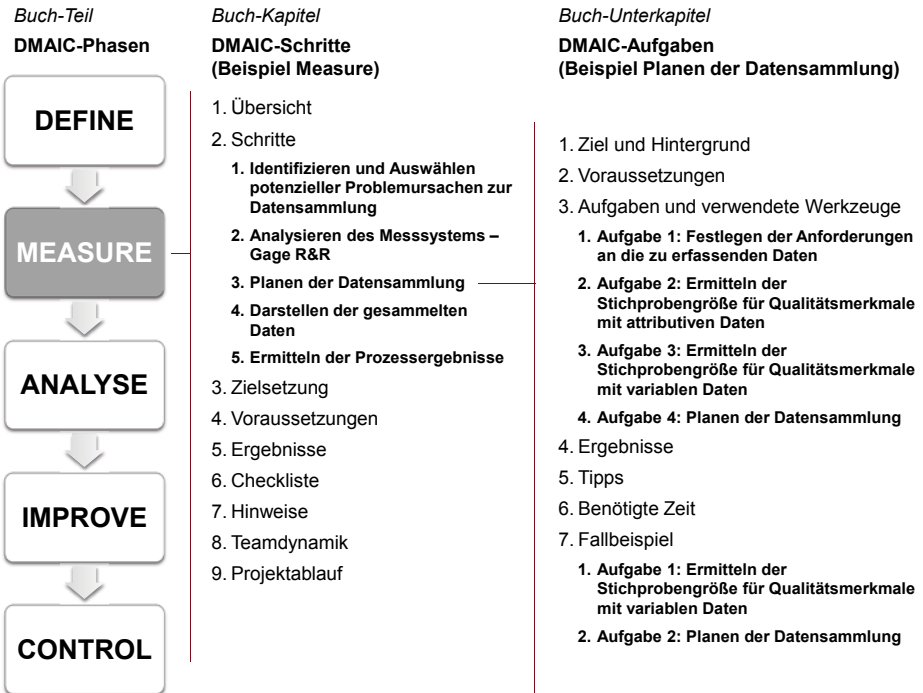 Buch-Teil
DMAIC-Phasen
DEFINE
MEASURE
ANALYSE
IMPROVE
CONTROL
Buch-Kapitel
DMAIC-Schritte
(Beispiel Measure)
1. Übersicht
2. Schritte
1. Identifizieren und Auswählen
potenzieller Problemursachen zur
Datensammlung
2. Analysieren des Messsystems –
Gage R&R
3. Planen der Datensammlung
4. Darstellen der gesammelten
Daten
5. Ermitteln der Prozessergebnisse
3. Zielsetzung
4. Voraussetzungen
5. Ergebnisse
6. Checkliste
7. Hinweise
8. Teamdynamik
9. Projektablauf
Buch-Unterkapitel
DMAIC-Aufgaben
(Beispiel Planen der Datensammlung)
1. Ziel und Hintergrund
2. Voraussetzungen
3. Aufgaben und verwendete Werkzeuge
1. Aufgabe 1: Festlegen der Anforderungen
an die zu erfassenden Daten
2. Aufgabe 2: Ermitteln der
Stichprobengröße für Qualitätsmerkmale
mit attributiven Daten
3. Aufgabe 3: Ermitteln der
Stichprobengröße für Qualitätsmerkmale
mit variablen Daten
4. Aufgabe 4: Planen der Datensammlung
4. Ergebnisse
5. Tipps
6. Benötigte Zeit
7. Fallbeispiel
1. Aufgabe 1: Ermitteln der
Stichprobengröße für Qualitätsmerkmale
mit variablen Daten
2. Aufgabe 2: Planen der Datensammlung